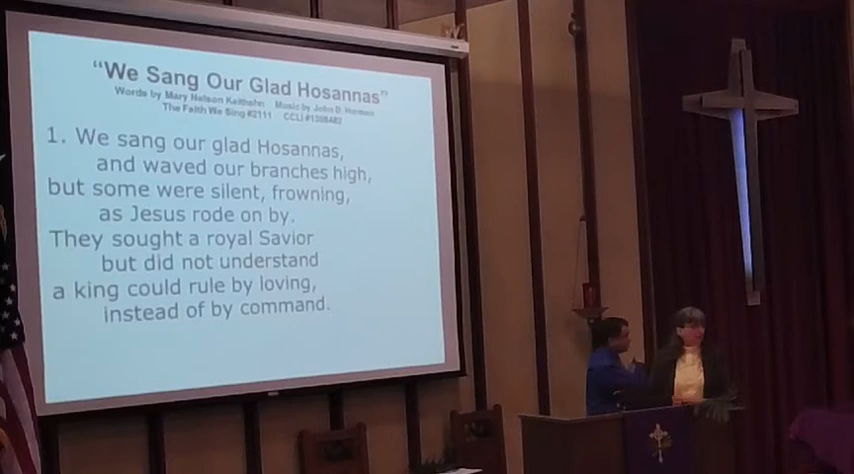 “We Sang Our Glad Hosannas”
Words by Mary Nelson Keithahn Music by John D. Horman
The Faith We Sing #2111 CCLI #1308482
1. We sang our glad Hosannas,
and waved our branches high,
but some were silent, frowning,
as Jesus rode on by.
They sought a royal Savior
but did not understand
a king could rule by loving,
instead of by command.